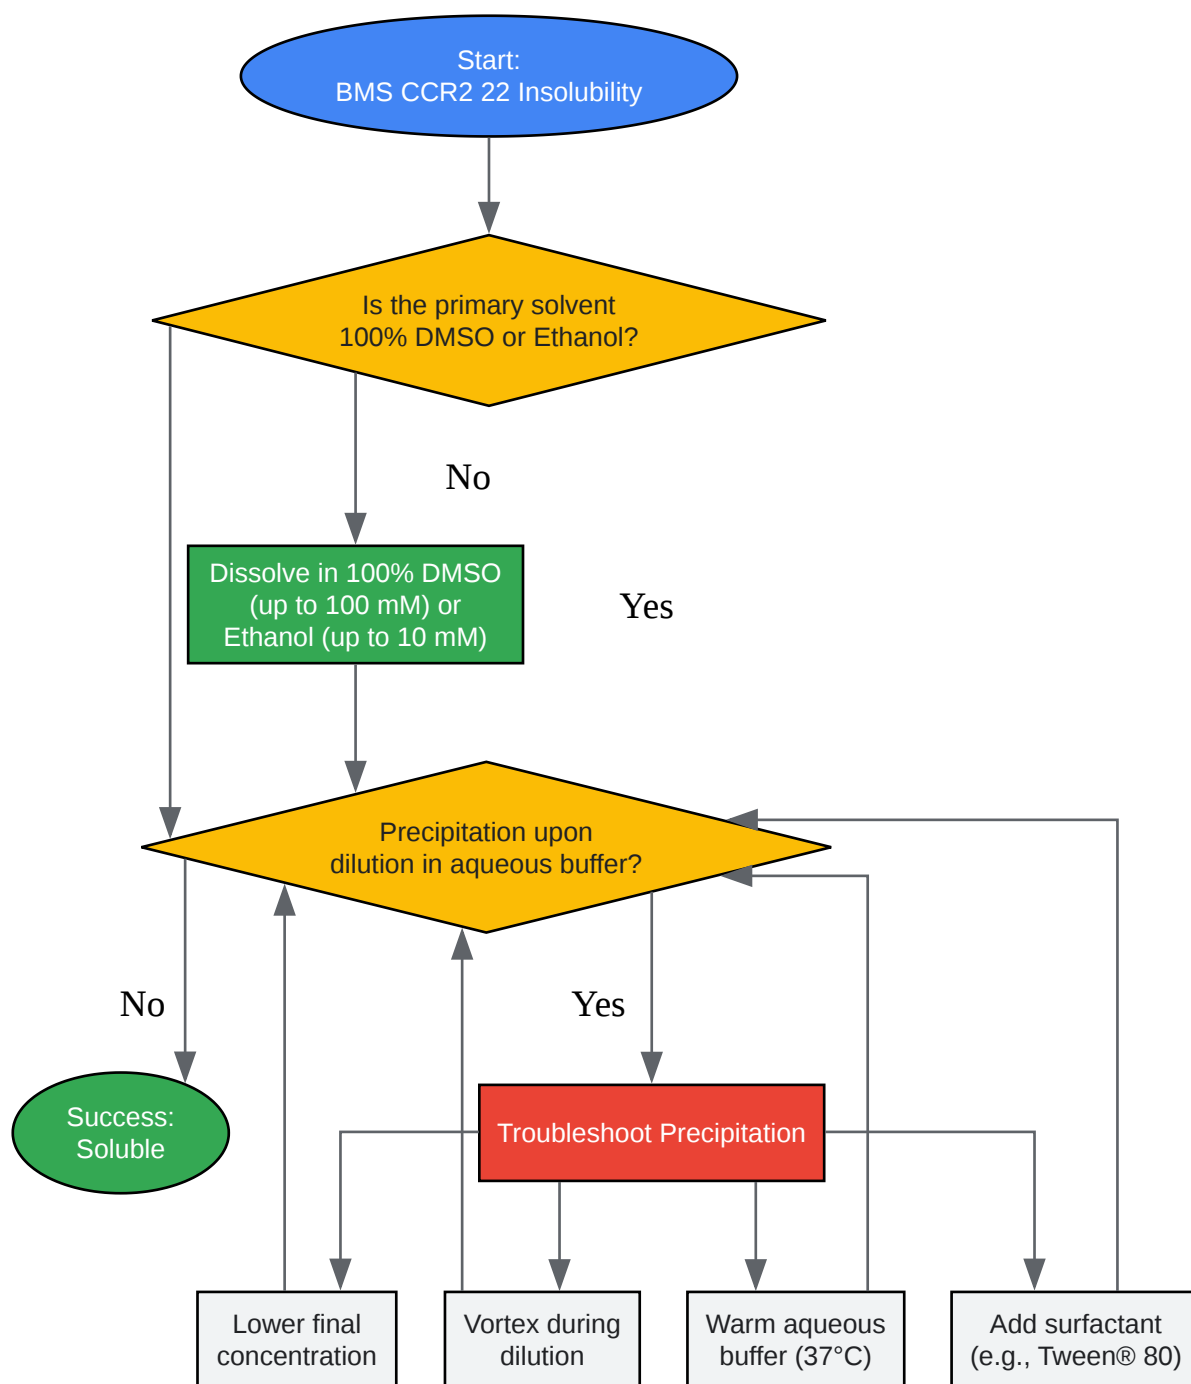 Start:
BMS CCR2 22 Insolubility
Is the primary solvent
100% DMSO or Ethanol?
No
Dissolve in 100% DMSO
(up to 100 mM) or
Ethanol (up to 10 mM)
Yes
Precipitation upon
dilution in aqueous buffer?
No
Yes
Success:
Soluble
Troubleshoot Precipitation
Lower final
concentration
Vortex during
dilution
Warm aqueous
buffer (37°C)
Add surfactant
(e.g., Tween® 80)